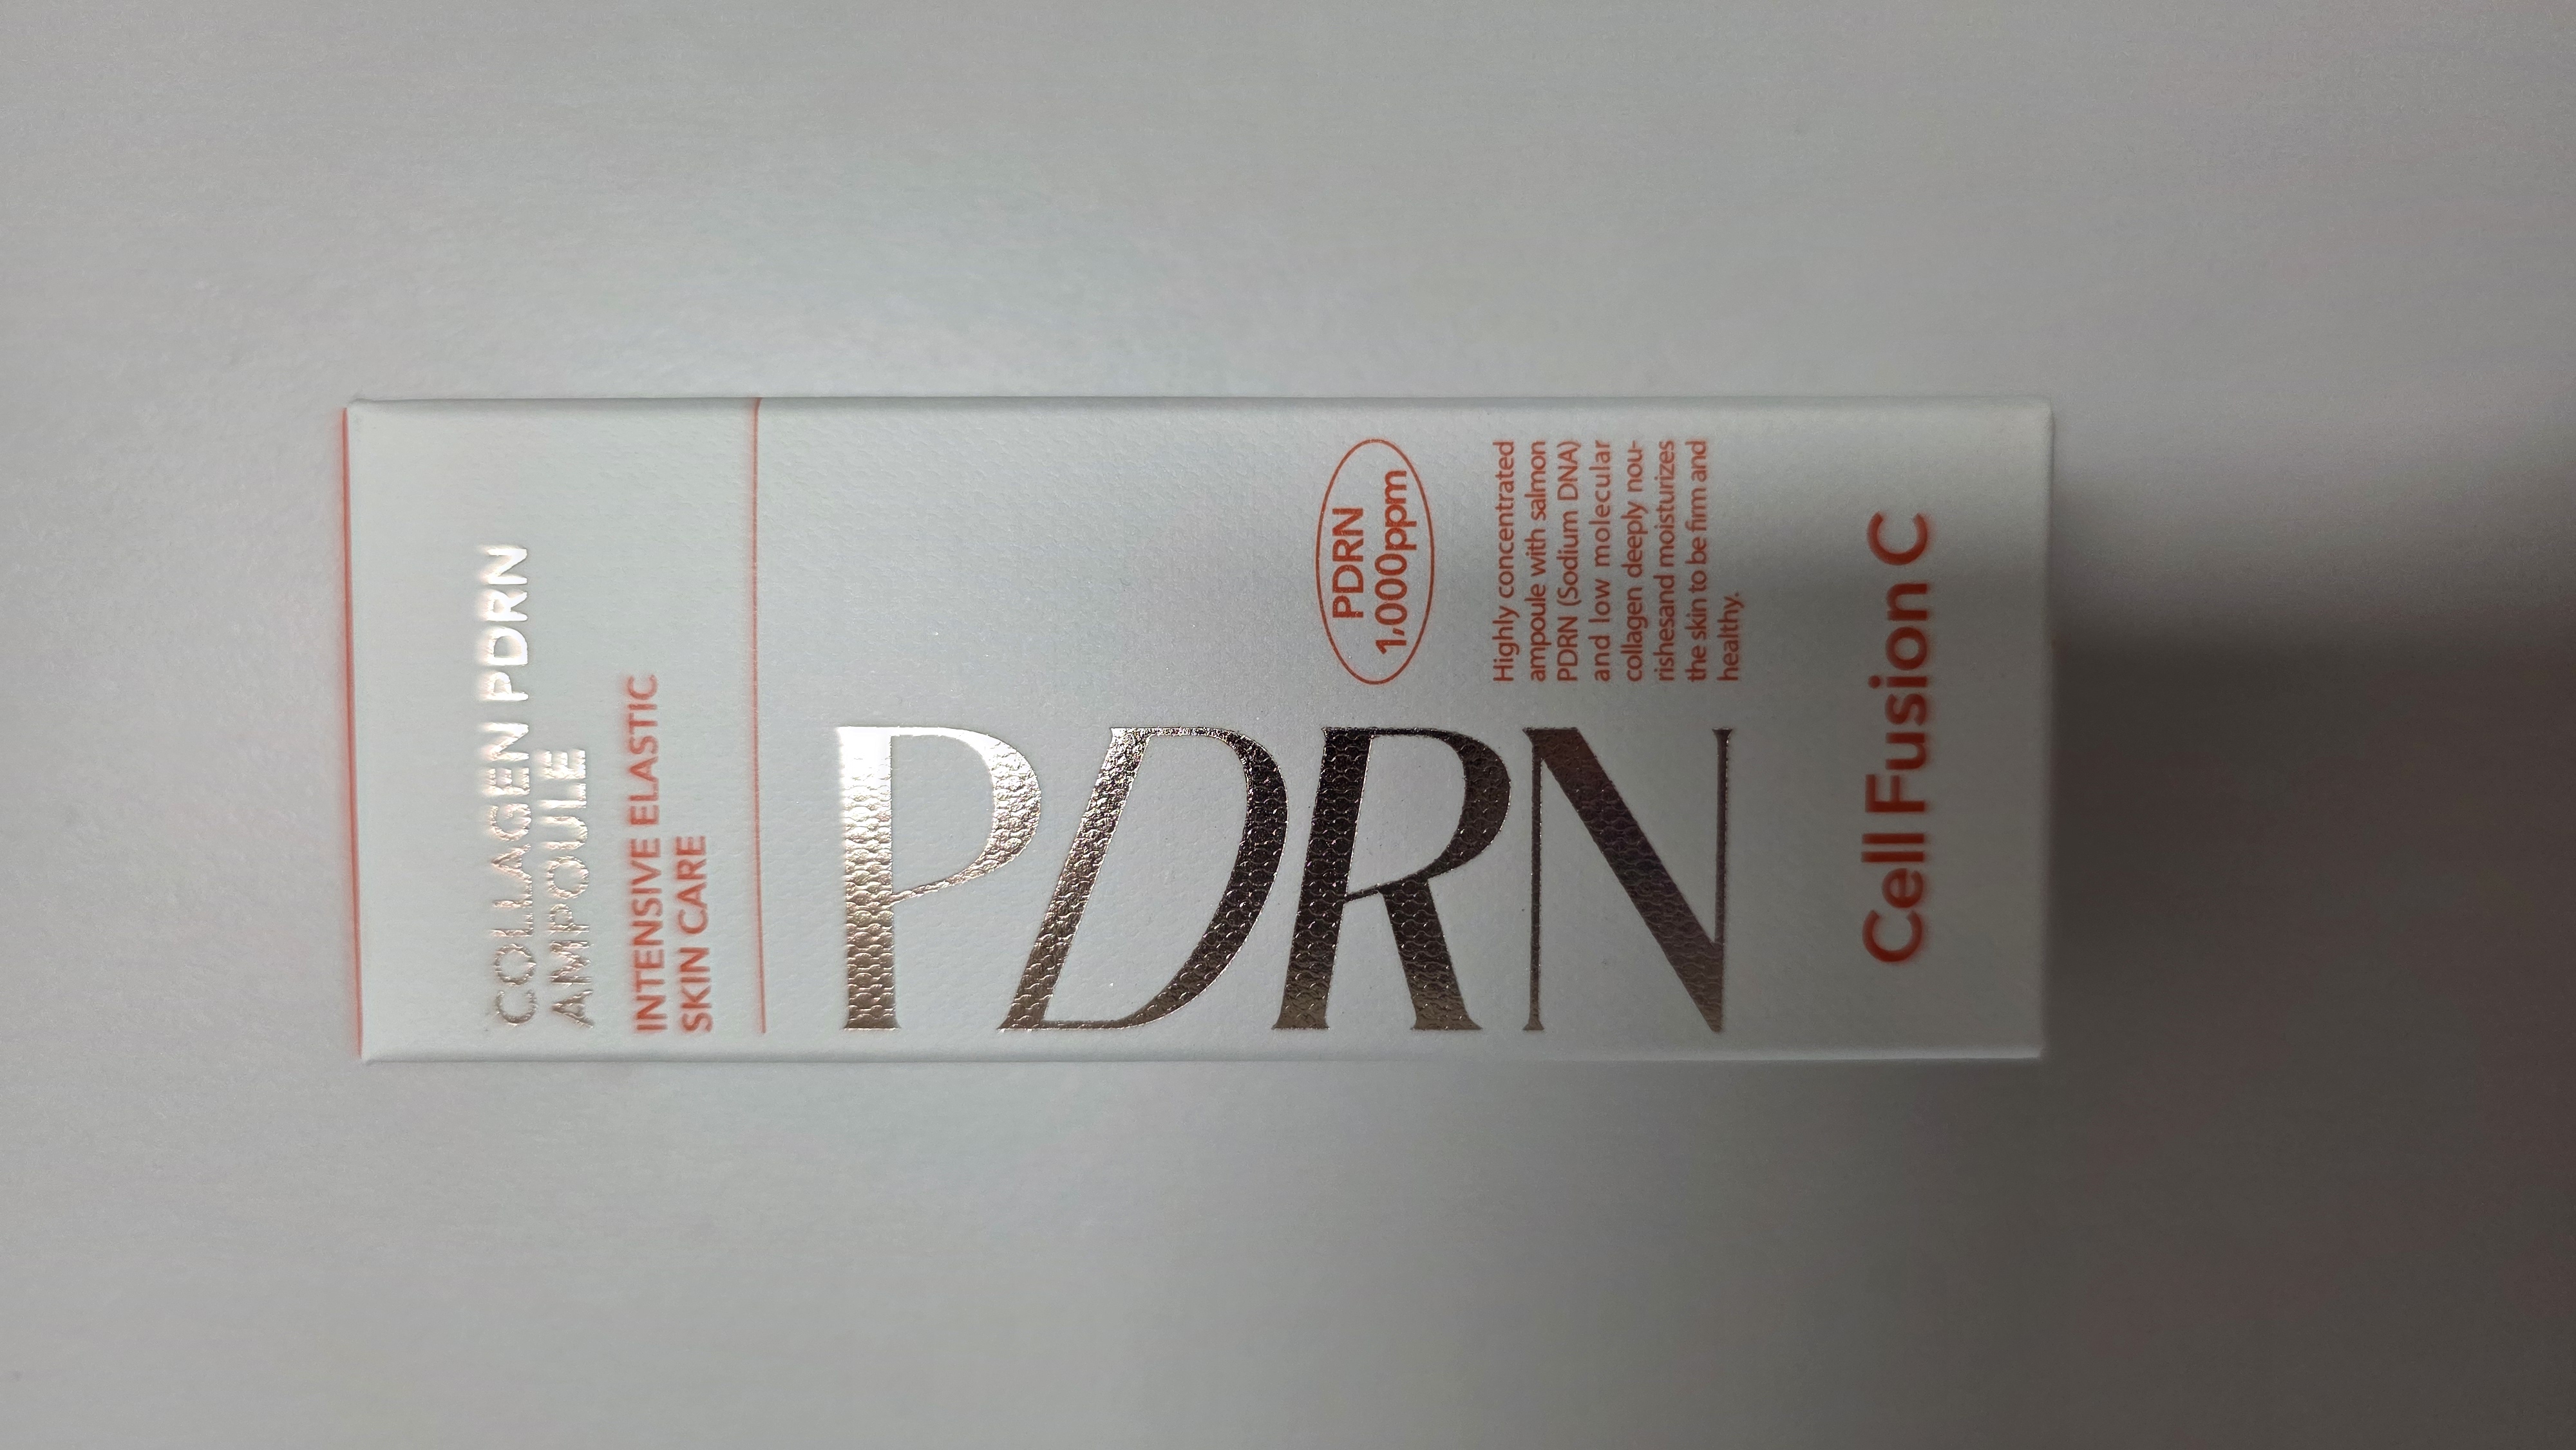 COLLAGEN PDRN
AMPOULE
INTENSIVE ELASTIC
SKIN CARE
PDRN
PDRN
1,000ppm
Highly concentrated
ampoule with salmon
PDRN (Sodium DNA)
and low molecular
collagen deeply nou-
rishesand moisturizes
the skin to be firm and
healthy.
Cell Fusion C